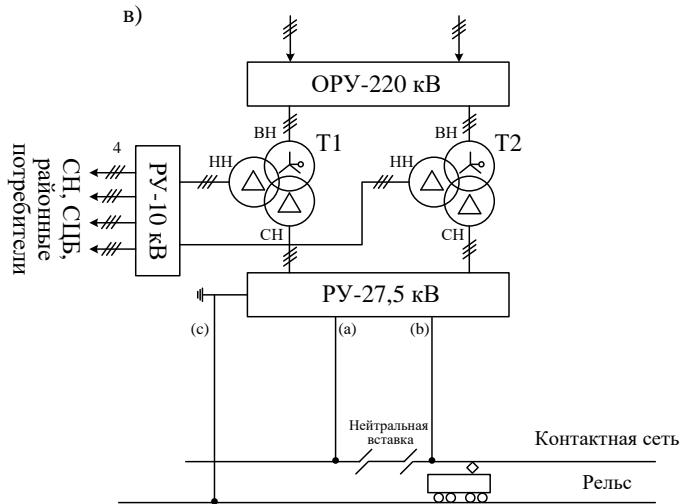 в)
ОРУ-220 кВ
ВН
Т1
НН
СН
ВН
Т2
НН
СН
4
РУ-10 кВ
СН, СЦБ,
районные
потребители
РУ-27,5 кВ
(c)
(a)
(b)
Нейтральная
вставка
Контактная сеть
Рельс